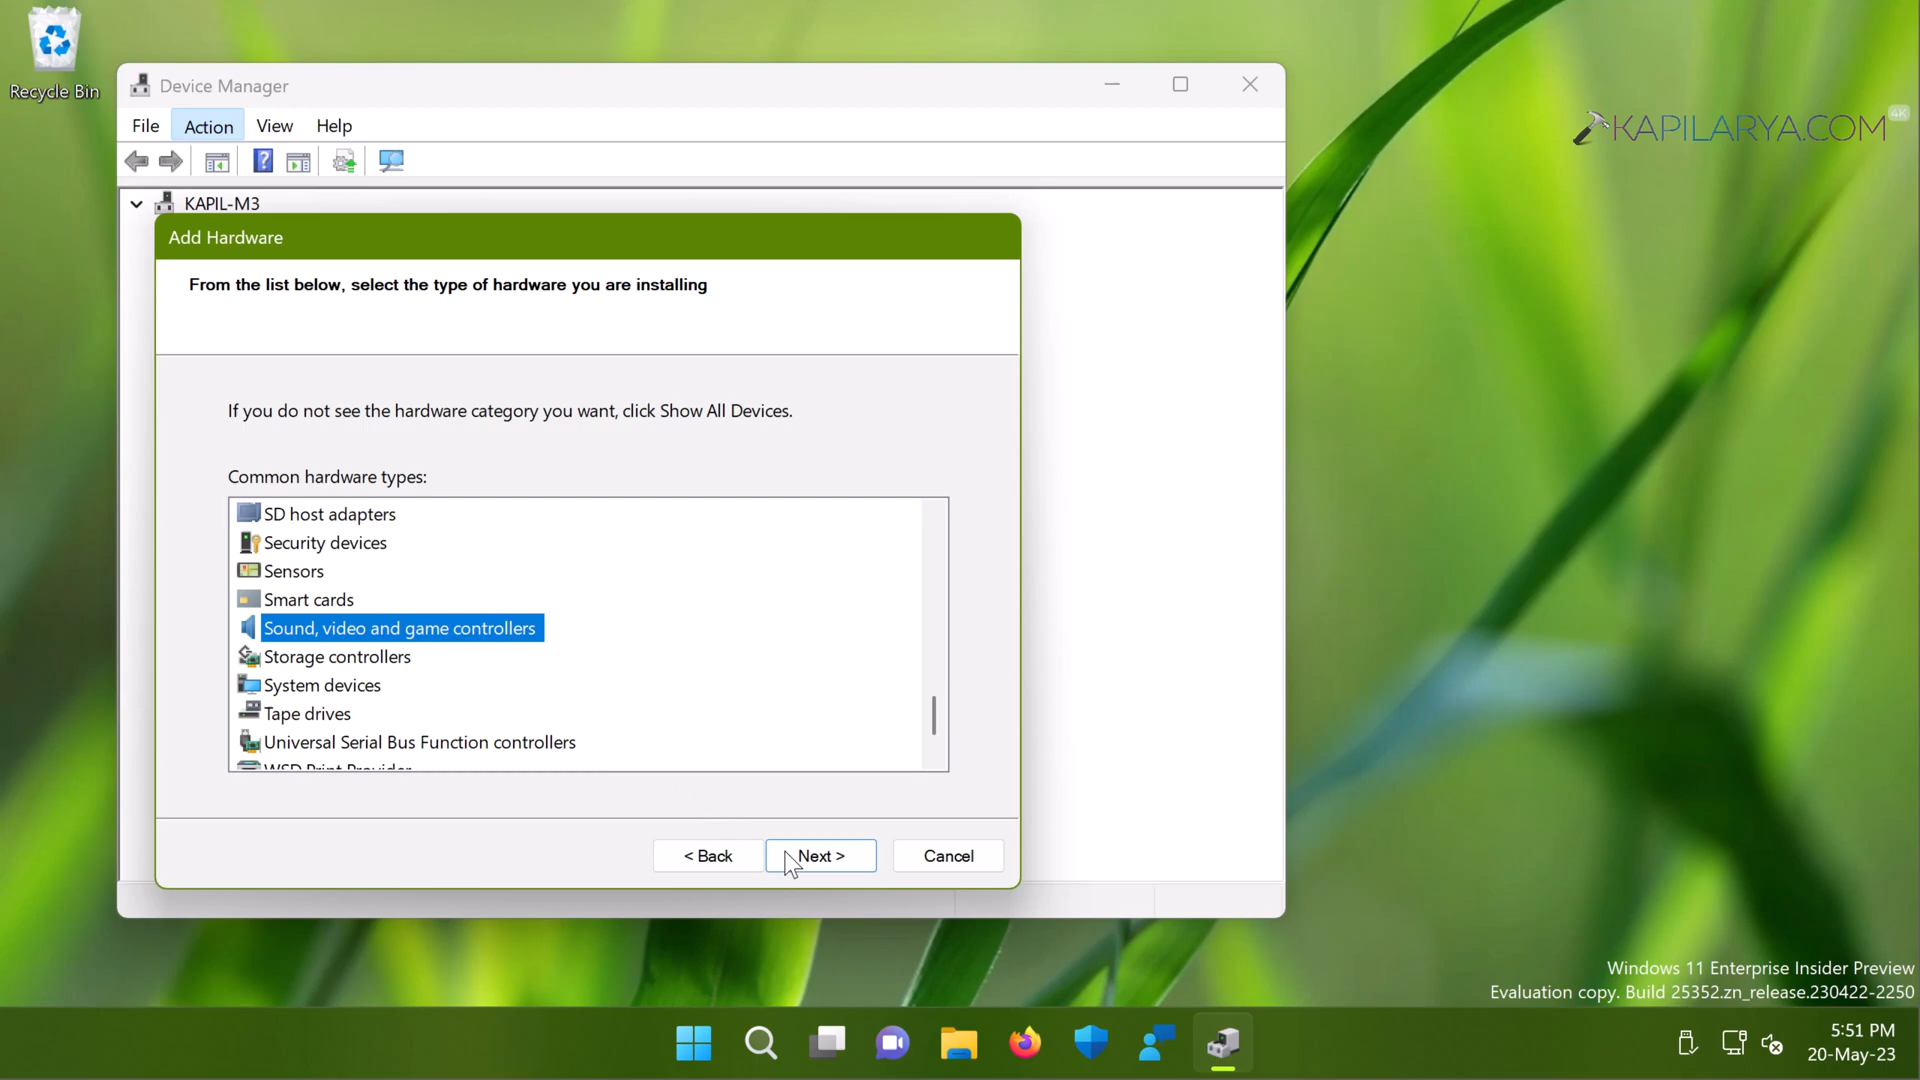 Recycle Bin
Device Manager
File Action View Help
KAPIL-M3
Add Hardware
From the list below, select the type of hardware you are installing
If you do not see the hardware category you want, click Show All Devices.
Common hardware types:
SD host adapters
Security devices
Sensors
Smart cards
Sound, video and game controllers
Storage controllers
System devices
Tape drives
Universal Serial Bus Function controllers
WSD Print Provider
< Back Next > Cancel
KAPILARYA.COM
4K
Windows 11 Enterprise Insider Preview
Evaluation copy. Build 25352.zn_release.230422-2250
5:51 PM
20-May-23